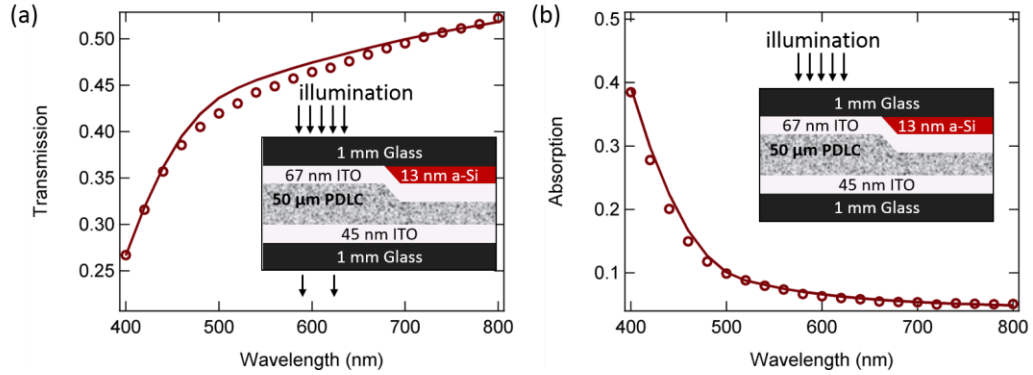 (a)
Transmission
0.50
0.45
0.40
0.35
0.30
0.25
400
500
600
700
800
Wavelength (nm)
illumination
1 mm Glass
67 nm ITO
13 nm a-Si
50 µm PDLC
45 nm ITO
1 mm Glass
(b)
Absorption
0.5
0.4
0.3
0.2
0.1
400
500
600
700
800
Wavelength (nm)
illumination
1 mm Glass
67 nm ITO
13 nm a-Si
50 µm PDLC
45 nm ITO
1 mm Glass